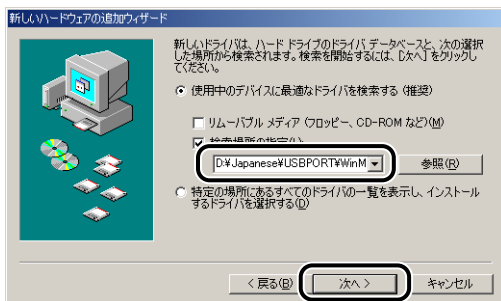 新しいハードウェアの追加ウィザード
新しいドライバは、ハード ドライブのドライバ データベースと、次の選択
した場所から検索されます。検索を開始するには、[次へ] をクリックし
てください。
使用中のデバイスに最適なドライバを検索する (推奨)
リムーバブル メディア (フロッピー、CD-ROM など)(M)
検索場所の指定(L)
D:¥Japanese¥USBPORT¥WinM
参照(R)
特定の場所にあるすべてのドライバの一覧を表示し、インストール
するドライバを選択する(D)
< 戻る(B) 次へ > キャンセル